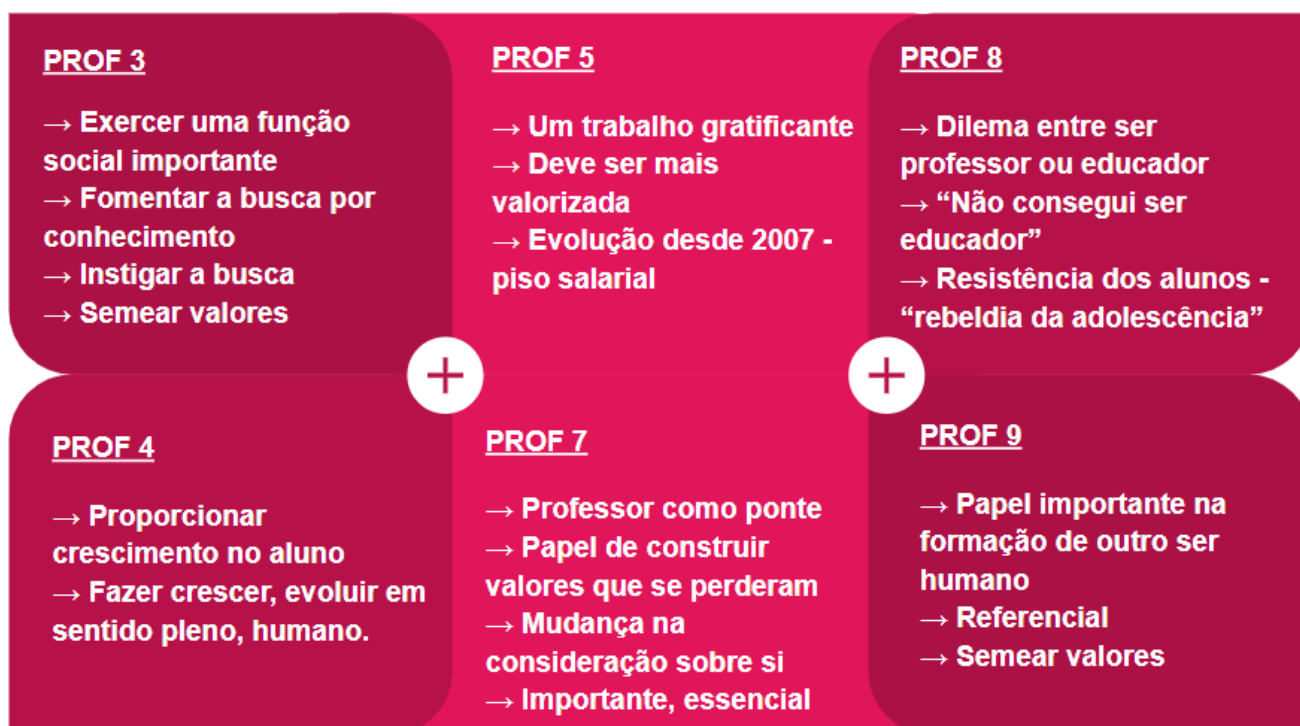 PROF 3
→ Exercer uma função
social importante
→ Fomentar a busca por
conhecimento
→ Instigar a busca
→ Semear valores
PROF 5
→ Um trabalho gratificante
→ Deve ser mais
valorizada
→ Evolução desde 2007 -
piso salarial
PROF 8
→ Dilema entre ser
professor ou educador
→ “Não consegui ser
educador”
→ Resistência dos alunos -
“rebeldia da adolescência”
PROF 4
→ Proporcionar
crescimento no aluno
→ Fazer crescer, evoluir em
sentido pleno, humano.
PROF 7
→ Professor como ponte
→ Papel de construir
valores que se perderam
→ Mudança na
consideração sobre si
→ Importante, essencial
PROF 9
→ Papel importante na
formação de outro ser
humano
→ Referencial
→ Semear valores